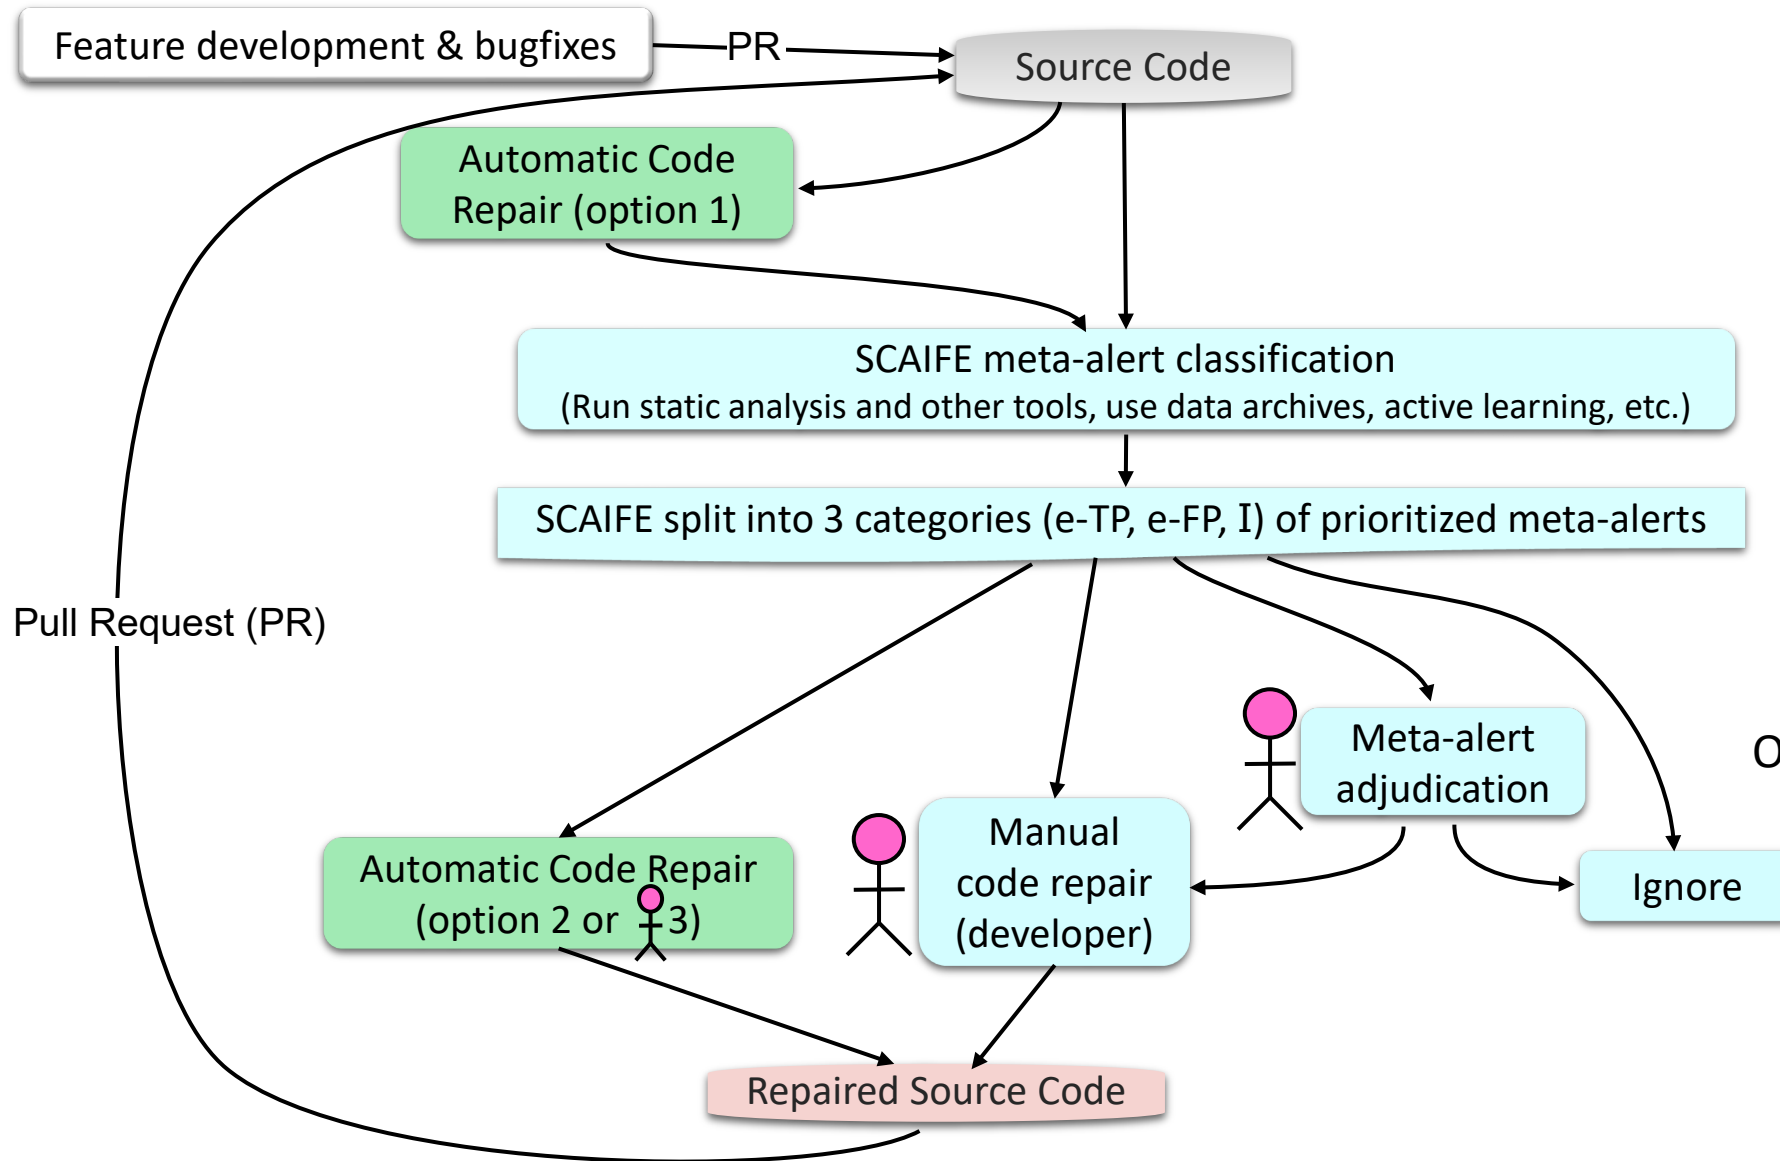 Feature development & bugfixes
PR
Source Code
Automatic Code
Repair (option 1)
SCAIFE meta-alert classification
(Run static analysis and other tools, use data archives, active learning, etc.)
SCAIFE split into 3 categories (e-TP, e-FP, I) of prioritized meta-alerts
Pull Request (PR)
Meta-alert
adjudication
O
Manual
code repair
(developer)
Automatic Code Repair
(option 2 or 3)
Ignore
Repaired Source Code